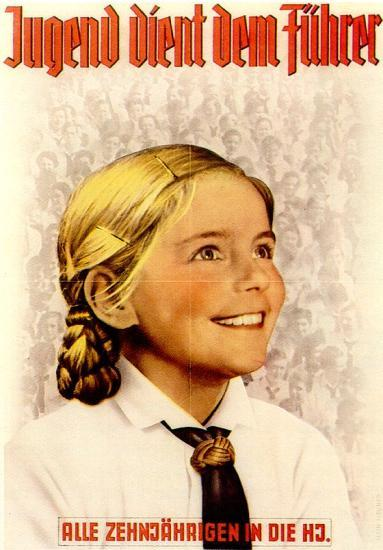 Jugend dient dem Führer
ALLE ZEHNJÄHRIGEN IN DIE HJ.